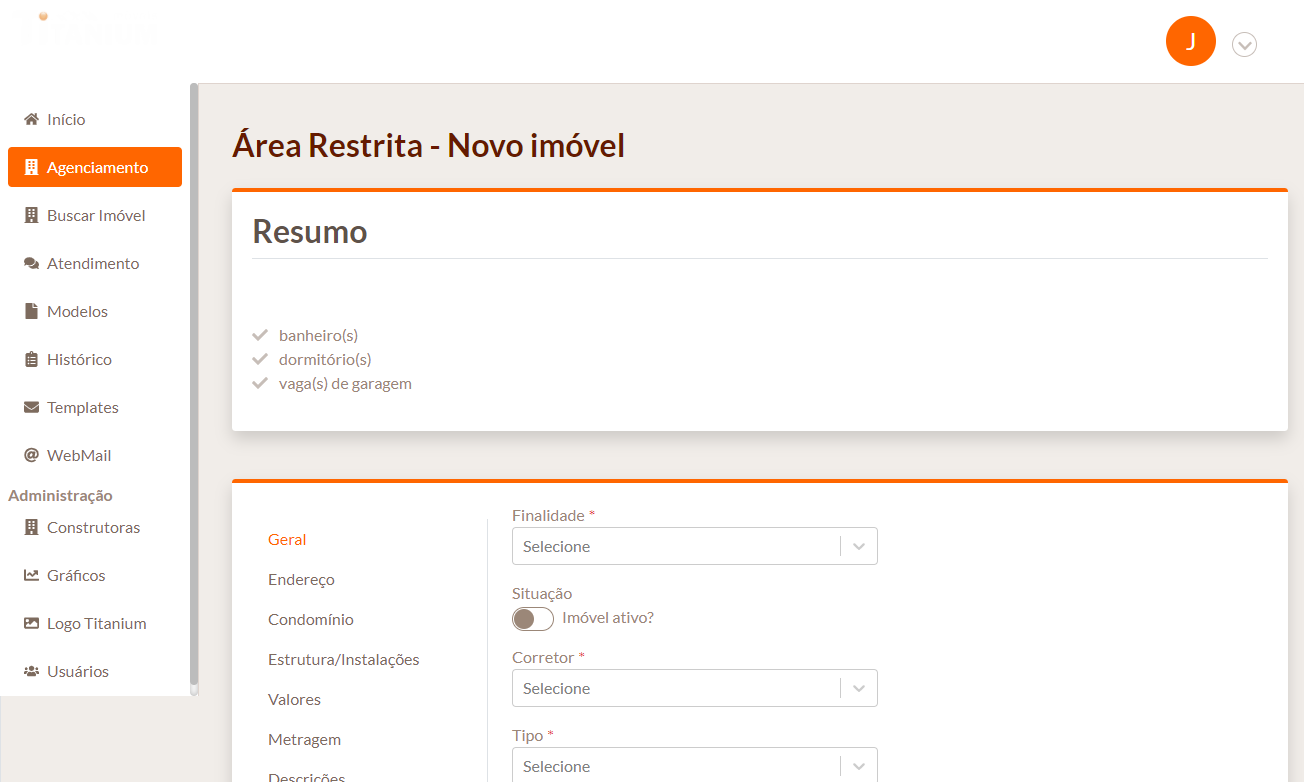 J
Início
Agenciamento
Buscar Imóvel
Atendimento
Modelos
Histórico
Templates
WebMail
Administração
Construtoras
Gráficos
Logo Titanium
Usuários
Área Restrita - Novo imóvel
Resumo
banheiro(s)
dormitório(s)
vaga(s) de garagem
Geral
Endereço
Condomínio
Estrutura/Instalações
Valores
Metragem
Descrições
Finalidade *
Selecione
Situação
Imóvel ativo?
Corretor *
Selecione
Tipo *
Selecione